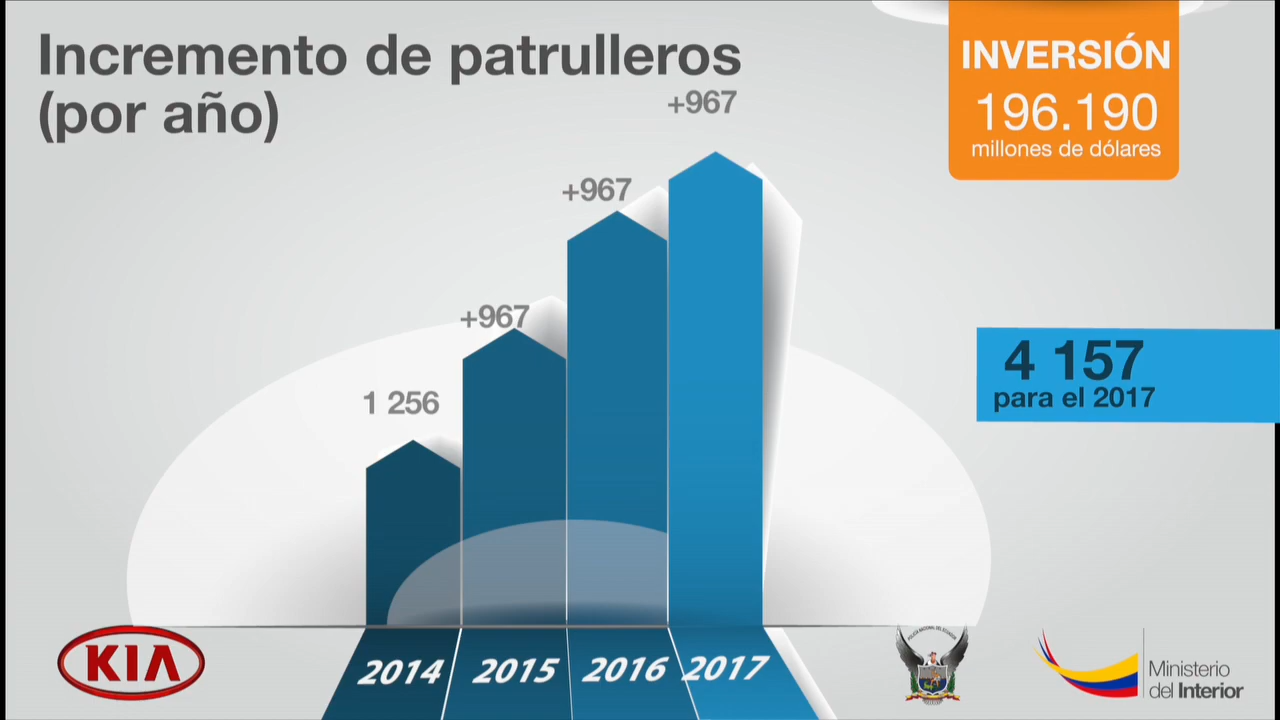 Incremento de patrulleros
(por año)
INVERSIÓN
196.190
millones de dólares
+967
+967
+967
1 256
4 157
para el 2017
2014
2015
2016
2017
KIA
Ministerio
del Interior